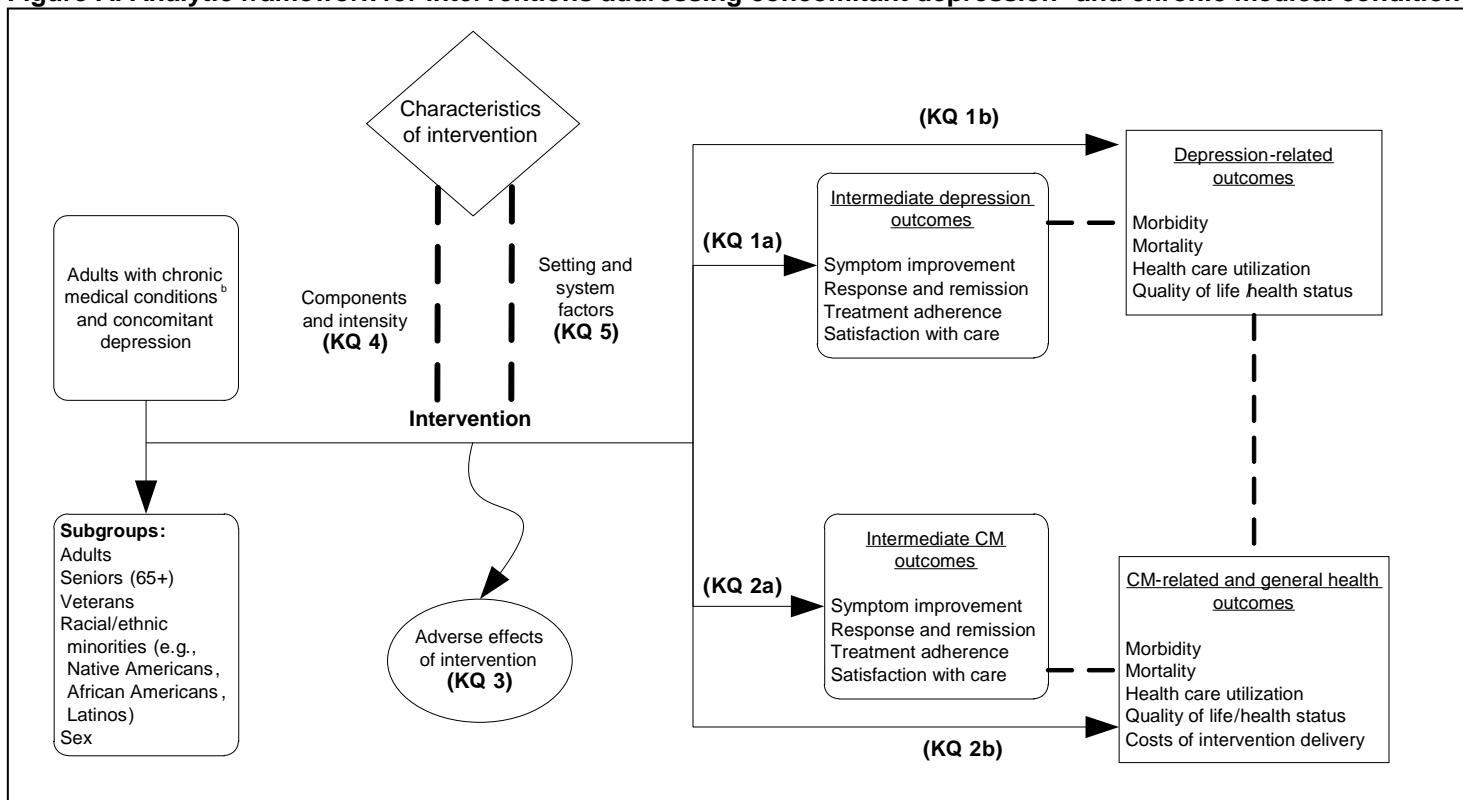 Figure A. Analytic framework for interventions addressing concomitant depression and chronic medical condition
Characteristics
of intervention
Adults with chronic
medical conditions b
and concomitant
depression
Components
and intensity
(KQ 4)
Setting and
system
factors
(KQ 5)
Intervention
Subgroups:
Adults
Seniors (65+)
Veterans
Racial/ethnic
minorities (e.g.,
Native Americans,
African Americans,
Latinos)
Sex
Adverse effects
of intervention
(KQ 3)
(KQ 1b)
(KQ 1a)
Intermediate depression
outcomes
Symptom improvement
Response and remission
Treatment adherence
Satisfaction with care
Depression-related
outcomes
Morbidity
Mortality
Health care utilization
Quality of life/health status
(KQ 2a)
Intermediate CM
outcomes
Symptom improvement
Response and remission
Treatment adherence
Satisfaction with care
(KQ 2b)
CM-related and general health
outcomes
Morbidity
Mortality
Health care utilization
Quality of life/health status
Costs of intervention delivery